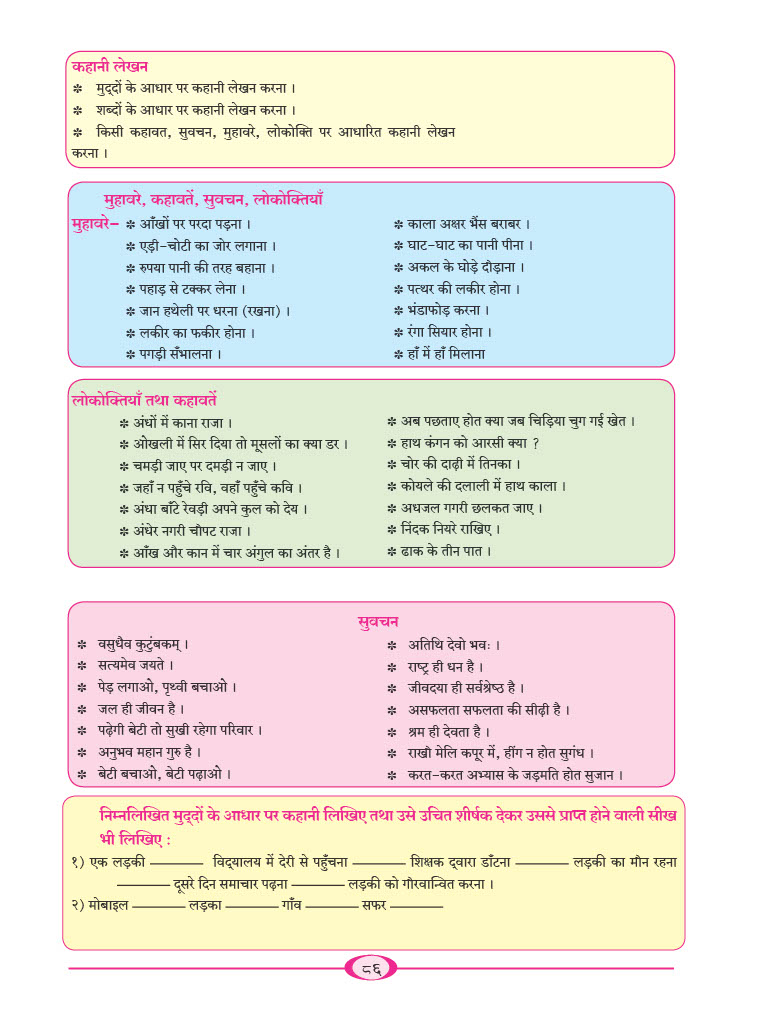 कहानी लेखन
✽ मुद्दों के आधार पर कहानी लेखन करना ।
✽ शब्दों के आधार पर कहानी लेखन करना ।
✽ किसी कहावत, सुवचन, मुहावरे, लोकोक्ति पर आधारित कहानी लेखन
करना ।
मुहावरे, कहावतें, सुवचन, लोकोक्तियाँ
मुहावरे- ✽ आँखों पर परदा पड़ना ।
✽ एड़ी-चोटी का जोर लगाना ।
✽ रुपया पानी की तरह बहाना ।
✽ पहाड़ से टक्कर लेना ।
✽ जान हथेली पर धरना (रखना) ।
✽ लकीर का फकीर होना ।
✽ पगड़ी सँभालना ।
✽ काला अक्षर भैंस बराबर ।
✽ घाट-घाट का पानी पीना ।
✽ अकल के घोड़े दौड़ाना ।
✽ पत्थर की लकीर होना ।
✽ भंडाफोड़ करना ।
✽ रंगा सियार होना ।
✽ हाँ में हाँ मिलाना
लोकोक्तियाँ तथा कहावतें
✽ अंधों में काना राजा ।
✽ ओखली में सिर दिया तो मूसलों का क्या डर ।
✽ चमड़ी जाए पर दमड़ी न जाए ।
✽ जहाँ न पहुँचे रवि, वहाँ पहुँचे कवि ।
✽ अंधा बाँटे रेवड़ी अपने कुल को देय ।
✽ अंधेर नगरी चौपट राजा ।
✽ आँख और कान में चार अंगुल का अंतर है ।
✽ अब पछताए होत क्या जब चिड़िया चुग गई खेत ।
✽ हाथ कंगन को आरसी क्या ?
✽ चोर की दाढ़ी में तिनका ।
✽ कोयले की दलाली में हाथ काला ।
✽ अधजल गगरी छलकत जाए ।
✽ निंदक नियरे राखिए ।
✽ ढाक के तीन पात ।
सुवचन
✽ वसुधैव कुटुंबकम् ।
✽ सत्यमेव जयते ।
✽ पेड़ लगाओ, पृथ्वी बचाओ ।
✽ जल ही जीवन है ।
✽ पढ़ेगी बेटी तो सुखी रहेगा परिवार ।
✽ अनुभव महान गुरु है ।
✽ बेटी बचाओ, बेटी पढ़ाओ ।
✽ अतिथि देवो भवः ।
✽ राष्ट्र ही धन है ।
✽ जीवदया ही सर्वश्रेष्ठ है ।
✽ असफलता सफलता की सीढ़ी है ।
✽ श्रम ही देवता है ।
✽ राखौ मेलि कपूर में, हींग न होत सुगंध ।
✽ करत-करत अभ्यास के जड़मति होत सुजान ।
निम्नलिखित मुद्दों के आधार पर कहानी लिखिए तथा उसे उचित शीर्षक देकर उससे प्राप्त होने वाली सीख
भी लिखिए :
१) एक लड़की ——— विद्यालय में देरी से पहुँचना ——— शिक्षक द्वारा डाँटना ——— लड़की का मौन रहना
——— दूसरे दिन समाचार पढ़ना ——— लड़की को गौरवान्वित करना ।
२) मोबाइल ——— लड़का ——— गाँव ——— सफर ———
८६